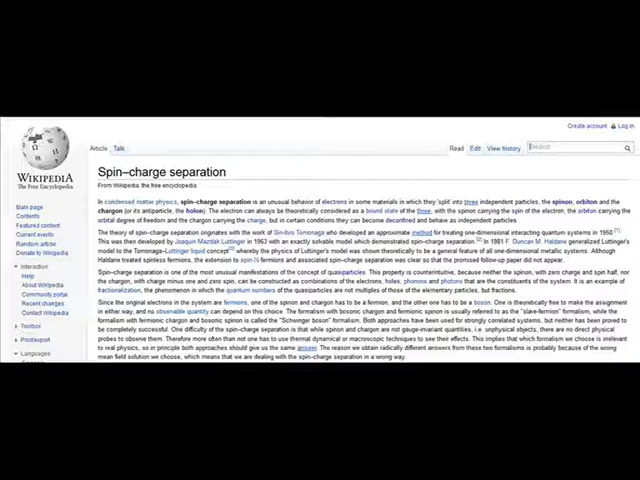 Create account Log in
WIKIPEDIA
The Free Encyclopedia
Article Talk
Read Edit View history Search
Spin–charge separation
From Wikipedia, the free encyclopedia
Main page
Contents
Featured content
Current events
Random article
Donate to Wikipedia
Interaction
Help
About Wikipedia
Community portal
Recent changes
Contact Wikipedia
Toolbox
Print/export
Languages
In condensed matter physics, spin-charge separation is an unusual behavior of electrons in some materials in which they 'split' into three independent particles, the spinon, orbiton and the
chargon (or its antiparticle, the holon). The electron can always be theoretically considered as a bound state of the three, with the spinon carrying the spin of the electron, the orbiton carrying the
orbital degree of freedom and the chargon carrying the charge, but in certain conditions they can become deconfined and behave as independent particles.
The theory of spin-charge separation originates with the work of Sin-Itiro Tomonaga who developed an approximate method for treating one-dimensional interacting quantum systems in 1950.[1]
This was then developed by Joaquin Mazdak Luttinger in 1963 with an exactly solvable model which demonstrated spin-charge separation.[2] In 1981 F. Duncan M. Haldane generalized Luttinger's
model to the Tomonaga–Luttinger liquid concept[3] whereby the physics of Luttinger's model was shown theoretically to be a general feature of all one-dimensional metallic systems. Although
Haldane treated spinless fermions, the extension to spin-½ fermions and associated spin-charge separation was so clear that the promised follow-up paper did not appear.
Spin-charge separation is one of the most unusual manifestations of the concept of quasiparticles. This property is counterintuitive, because neither the spinon, with zero charge and spin half, nor
the chargon, with charge minus one and zero spin, can be constructed as combinations of the electrons, holes, phonons and photons that are the constituents of the system. It is an example of
fractionalization, the phenomenon in which the quantum numbers of the quasiparticles are not multiples of those of the elementary particles, but fractions.
Since the original electrons in the system are fermions, one of the spinon and chargon has to be a fermion, and the other one has to be a boson. One is theoretically free to make the assignment
in either way, and no observable quantity can depend on this choice. The formalism with bosonic chargon and fermionic spinon is usually referred to as the "slave-fermion" formalism, while the
formalism with fermionic chargon and bosonic spinon is called the "Schwinger boson" formalism. Both approaches have been used for strongly correlated systems, but neither has been proved to
be completely successful. One difficulty of the spin-charge separation is that while spinon and chargon are not gauge-invariant quantities, i.e. unphysical objects, there are no direct physical
probes to observe them. Therefore more often than not one has to use thermal dynamical or macroscopic techniques to see their effects. This implies that which formalism we choose is irrelevant
to real physics, so in principle both approaches should give us the same answer. The reason we obtain radically different answers from these two formalisms is probably because of the wrong
mean field solution we choose, which means that we are dealing with the spin-charge separation in a wrong way.